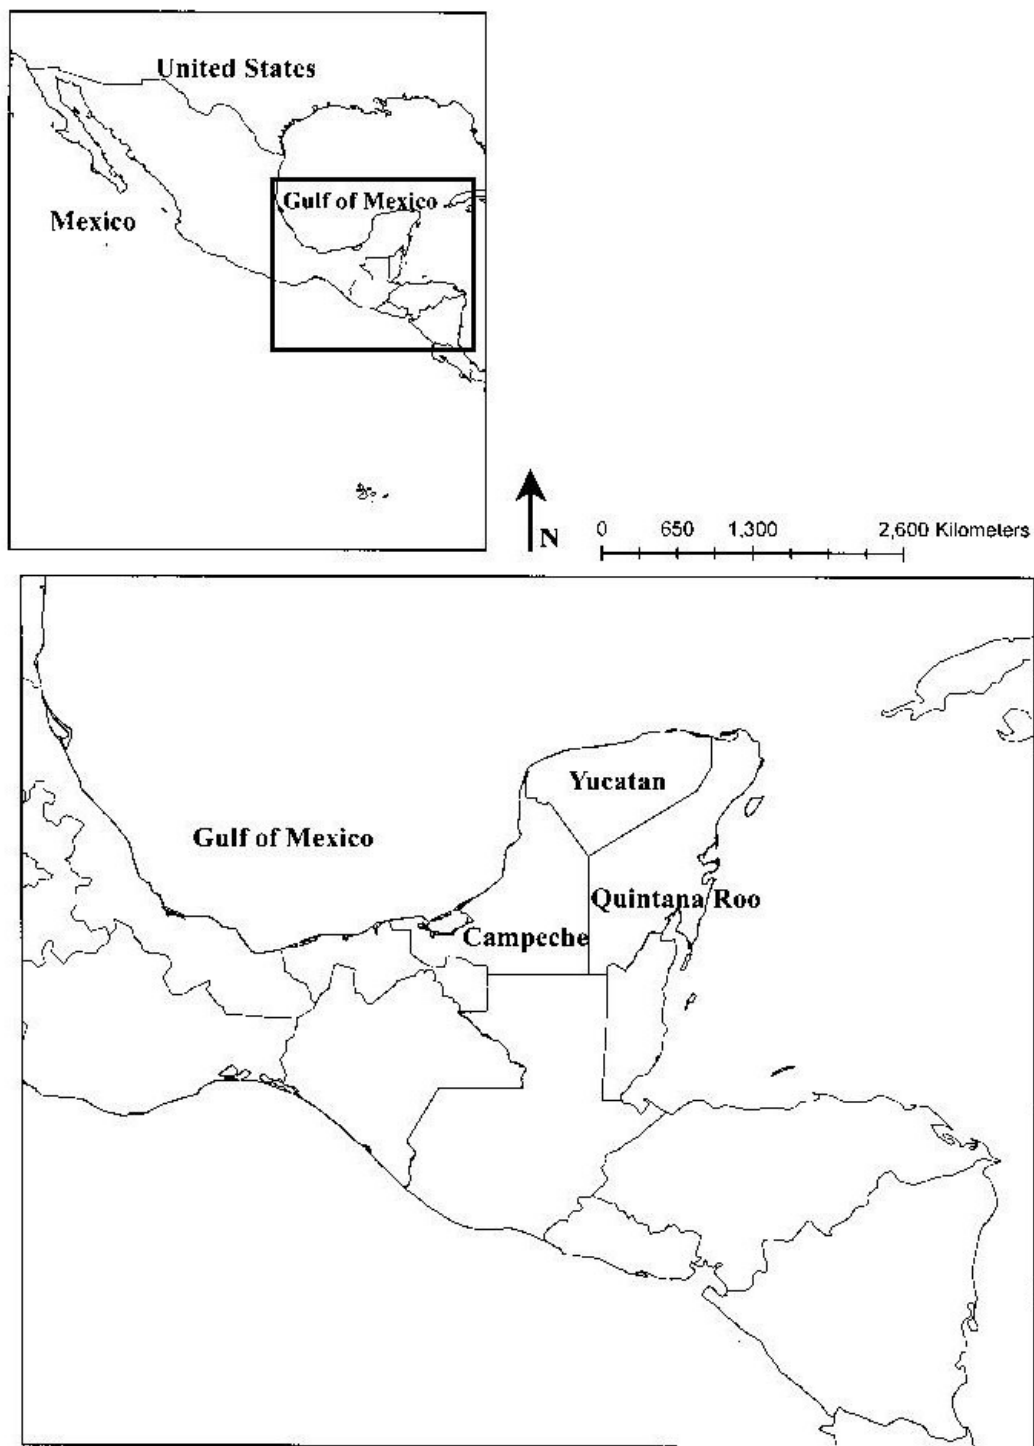 United States
Gulf of Mexico
Mexico
N
0 650 1,300 2,600 Kilometers
Yucatan
Gulf of Mexico
Quintana Roo
Campeche